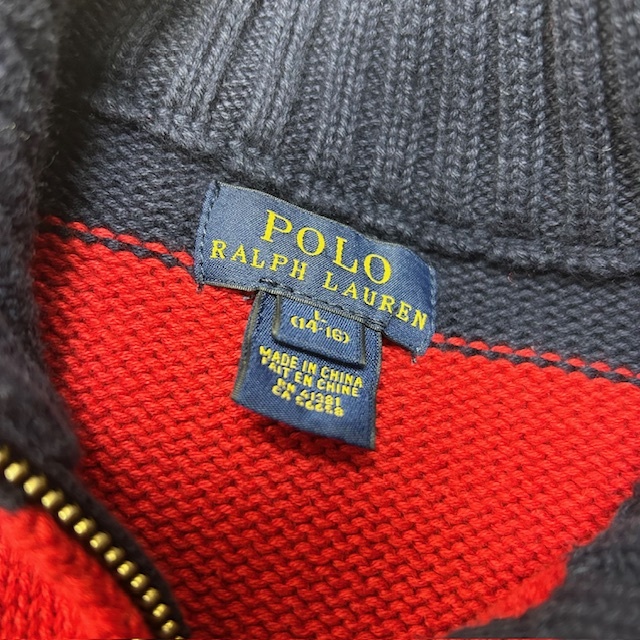 POLO
RALPH LAUREN
L
(14-16)
MADE IN CHINA
FAIT EN CHINE
RN 41381
CA 56658